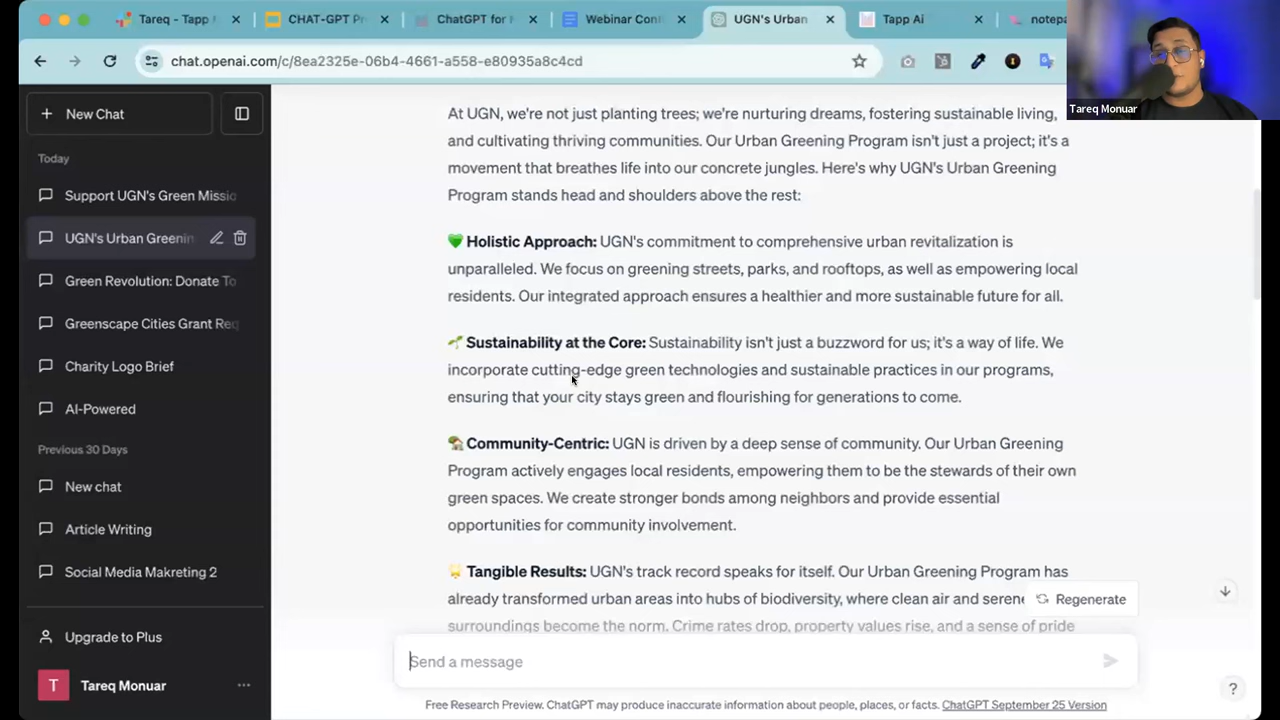 Tareq - Tapp A
CHAT-GPT Pr
ChatGPT for N
Webinar Con
UGN's Urban
Tapp Ai
notepa
chat.openai.com/c/8ea2325e-06b4-4661-a558-e80935a8c4cd
Tareq Monuar
New Chat
Today
Support UGN's Green Missio
UGN's Urban Greenin
Green Revolution: Donate To
Greenscape Cities Grant Req
Charity Logo Brief
AI-Powered
Previous 30 Days
New chat
Article Writing
Social Media Makreting 2
Upgrade to Plus
T
Tareq Monuar
At UGN, we're not just planting trees; we're nurturing dreams, fostering sustainable living,
and cultivating thriving communities. Our Urban Greening Program isn't just a project; it's a
movement that breathes life into our concrete jungles. Here's why UGN's Urban Greening
Program stands head and shoulders above the rest:
💚 Holistic Approach: UGN's commitment to comprehensive urban revitalization is
unparalleled. We focus on greening streets, parks, and rooftops, as well as empowering local
residents. Our integrated approach ensures a healthier and more sustainable future for all.
🌱 Sustainability at the Core: Sustainability isn't just a buzzword for us; it's a way of life. We
incorporate cutting-edge green technologies and sustainable practices in our programs,
ensuring that your city stays green and flourishing for generations to come.
🏡 Community-Centric: UGN is driven by a deep sense of community. Our Urban Greening
Program actively engages local residents, empowering them to be the stewards of their own
green spaces. We create stronger bonds among neighbors and provide essential
opportunities for community involvement.
🌟 Tangible Results: UGN's track record speaks for itself. Our Urban Greening Program has
already transformed urban areas into hubs of biodiversity, where clean air and serene
surroundings become the norm. Crime rates drop, property values rise, and a sense of pride
Regenerate
Send a message
Free Research Preview. ChatGPT may produce inaccurate information about people, places, or facts. ChatGPT September 25 Version
?